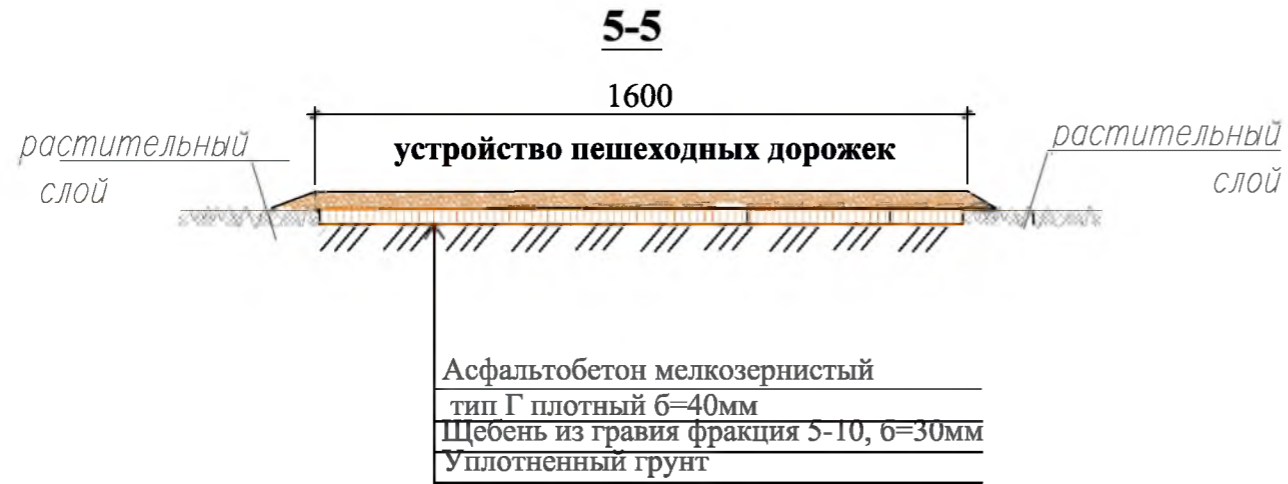 5-5
1600
растительный
слой
устройство пешеходных дорожек
растительный
слой
Асфальтобетон мелкозернистый
тип Г плотный б=40мм
Щебень из гравия фракция 5-10, б=30мм
Уплотненный грунт